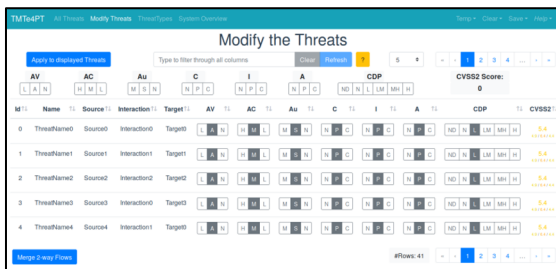 TMTe4PT All Threats Modify Threats ThreatTypes System Overview Temp Clear Save Help
Modify the Threats
Apply to displayed Threats Type to filter through all columns Clear Refresh ? 5 « ‹ 1 2 3 4 ... › »
AV AC Au C I A CDP CVSS2 Score:
L A N H M L M S N N P C N P C N P C ND N L LM MH H 0
Id Name Source Interaction Target AV AC Au C I A CDP CVSS2
0 ThreatName0 Source0 Interaction0 Target0 L A N H M L M S N N P C N P C N P C ND N L LM MH H 5.4
1 ThreatName1 Source1 Interaction1 Target1 L A N H M L M S N N P C N P C N P C ND N L LM MH H 5.4
2 ThreatName2 Source2 Interaction2 Target2 L A N H M L M S N N P C N P C N P C ND N L LM MH H 5.4
3 ThreatName3 Source3 Interaction3 Target3 L A N H M L M S N N P C N P C N P C ND N L LM MH H 5.4
4 ThreatName4 Source4 Interaction4 Target4 L A N H M L M S N N P C N P C N P C ND N L LM MH H 5.4
Merge 2-way Flows #Rows: 41 « ‹ 1 2 3 4 ... › »